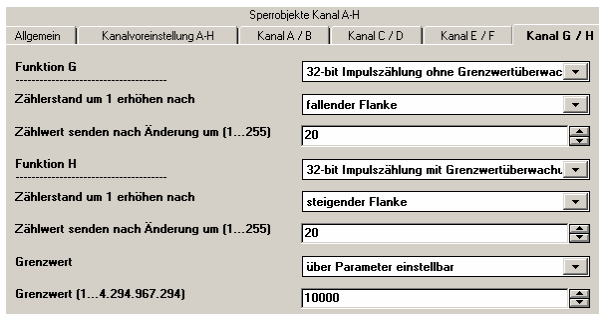 Sperrobjekte Kanal A-H
Allgemein Kanalvoreinstellung A-H Kanal A / B Kanal C / D Kanal E / F Kanal G / H
Funktion G 32-bit Impulszählung ohne Grenzwertüberwac
----------------------------------------
Zählerstand um 1 erhöhen nach fallender Flanke
Zählwert senden nach Änderung um (1...255) 20
Funktion H 32-bit Impulszählung mit Grenzwertüberwachu
----------------------------------------
Zählerstand um 1 erhöhen nach steigender Flanke
Zählwert senden nach Änderung um (1...255) 20
Grenzwert über Parameter einstellbar
Grenzwert (1...4.294.967.294) 10000